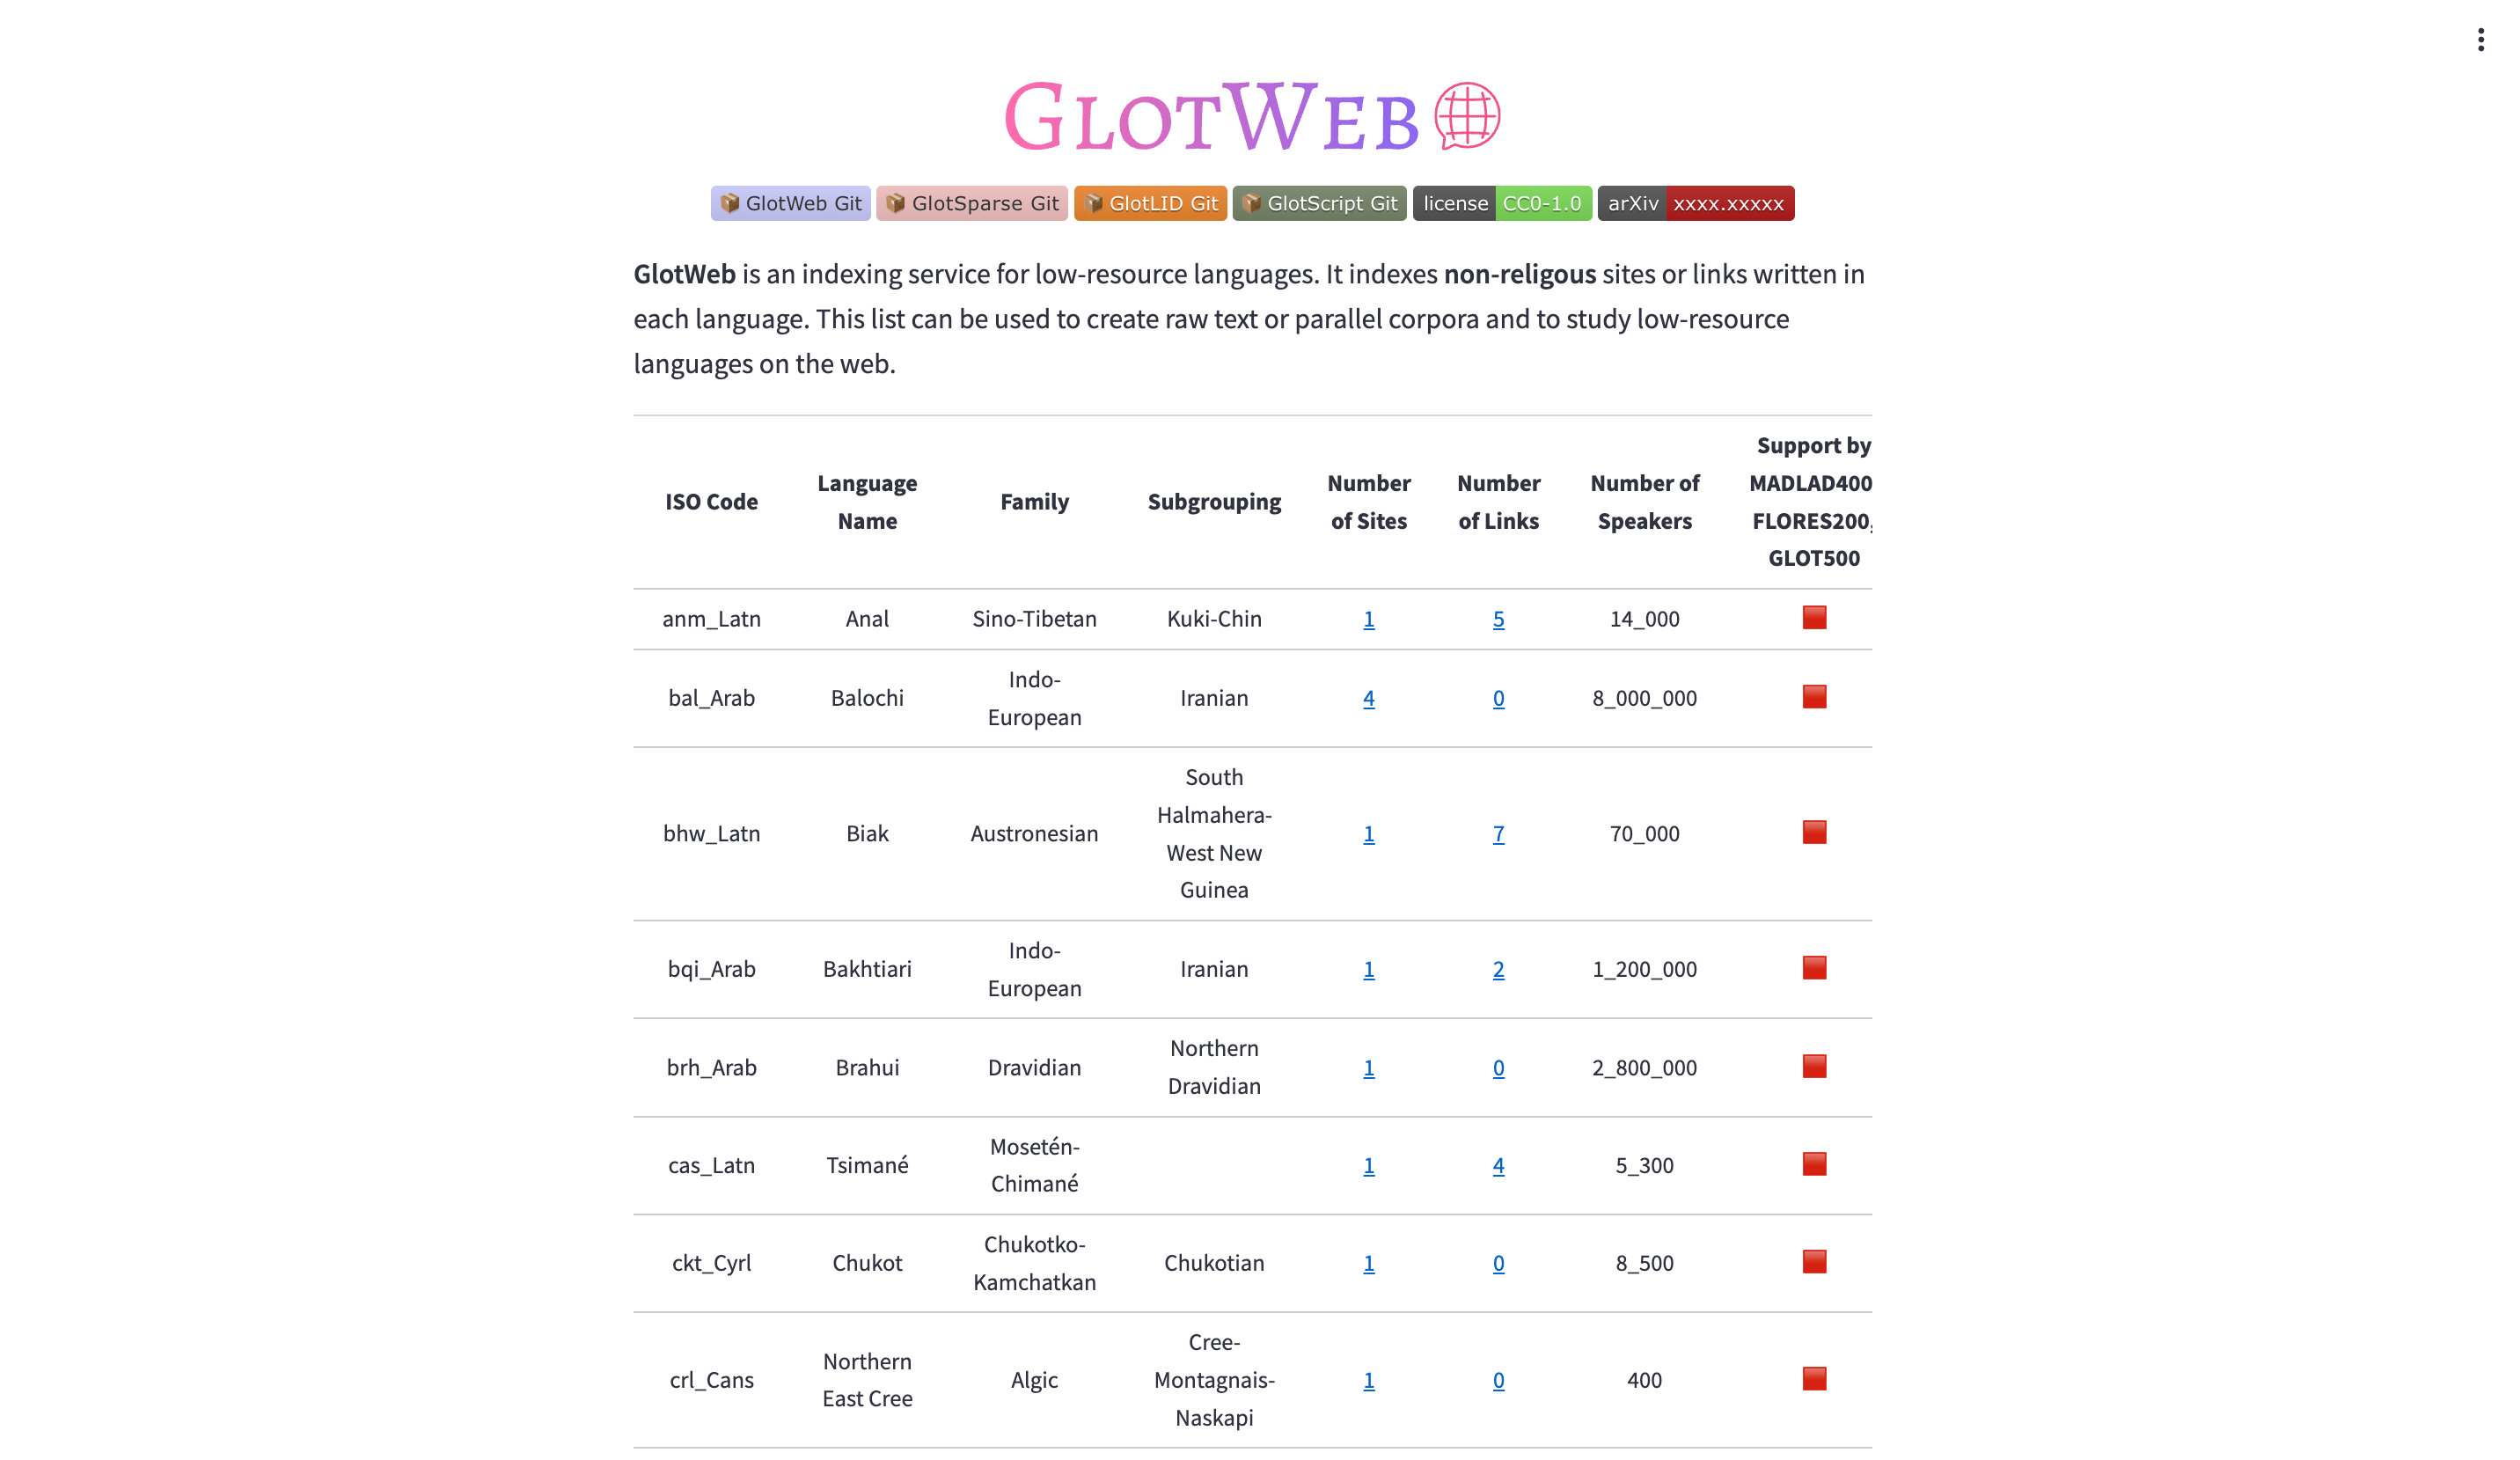 GLOTWEB
GlotWeb Git GlotSparse Git GlotLID Git GlotScript Git license CC0-1.0 arXiv xxxx.xxxxx
GlotWeb is an indexing service for low-resource languages. It indexes non-religous sites or links written in
each language. This list can be used to create raw text or parallel corpora and to study low-resource
languages on the web.
ISO Code
Language
Name
Family
Subgrouping
Number
of Sites
Number
of Links
Number of
Speakers
Support by
MADLAD400
FLORES200,
GLOT500
anm_Latn Anal Sino-Tibetan Kuki-Chin 1 5 14_000
bal_Arab Balochi
Indo-
European
Iranian 4 0 8_000_000
bhw_Latn Biak Austronesian
South
Halmahera-
West New
Guinea
1 7 70_000
bqi_Arab Bakhtiari
Indo-
European
Iranian 1 2 1_200_000
brh_Arab Brahui Dravidian
Northern
Dravidian
1 0 2_800_000
cas_Latn Tsimané
Mosetén-
Chimané
1 4 5_300
ckt_Cyrl Chukot
Chukotko-
Kamchatkan
Chukotian 1 0 8_500
crl_Cans
Northern
East Cree
Algic
Cree-
Montagnais-
Naskapi
1 0 400